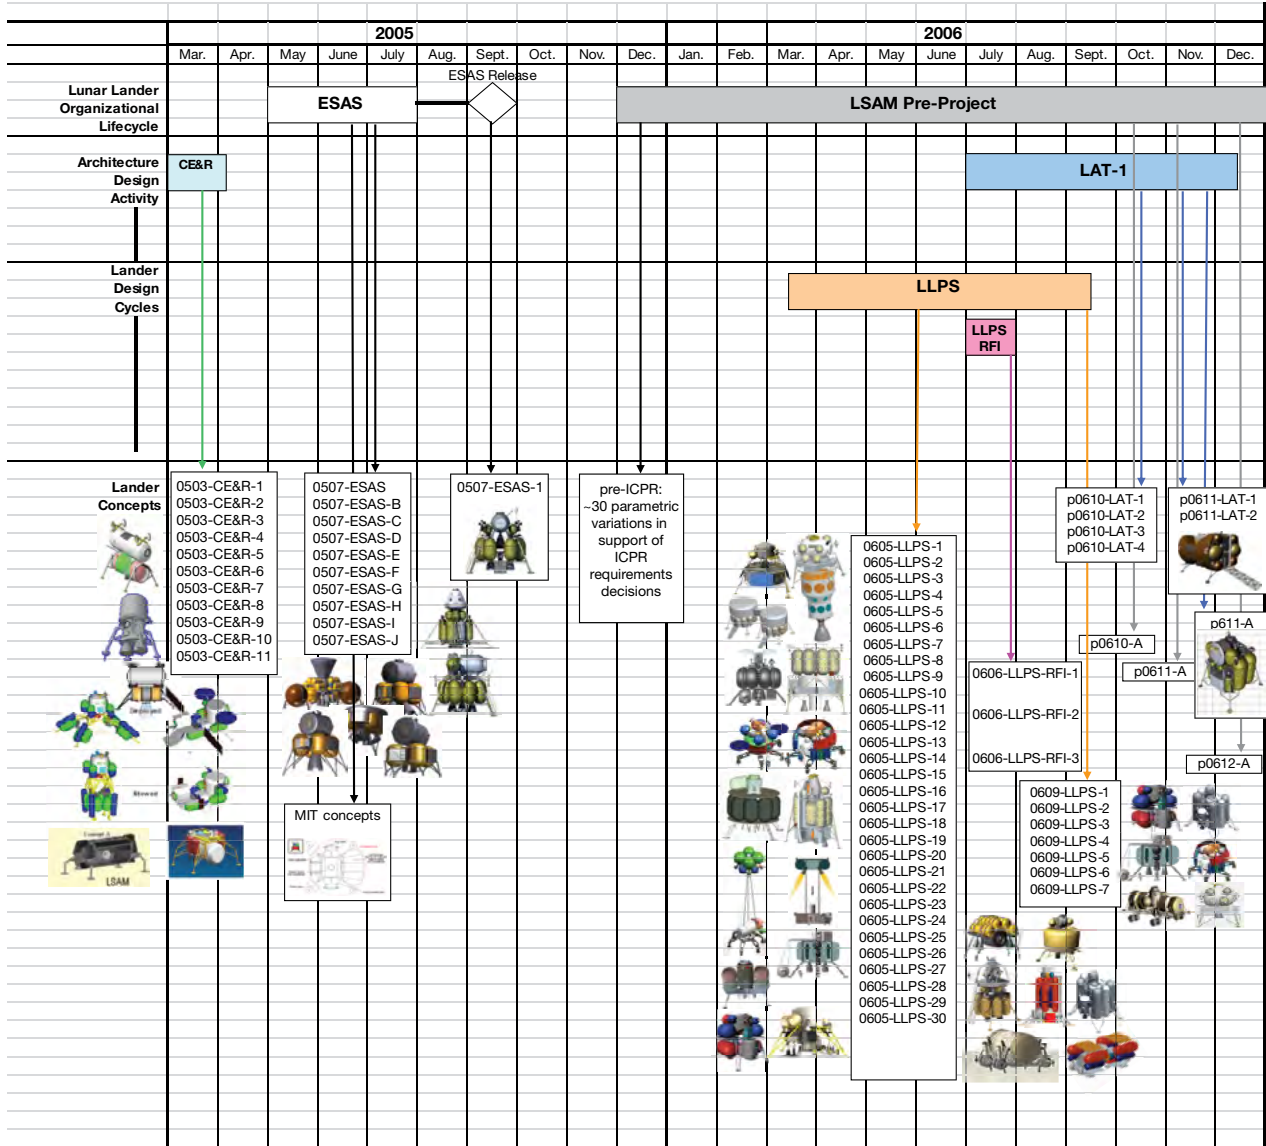 2005
2006
Mar. Apr. May June July Aug. Sept. Oct. Nov. Dec. Jan. Feb. Mar. Apr. May June July Aug. Sept. Oct. Nov. Dec.
Lunar Lander
Organizational
Lifecycle
ESAS
ESAS Release
LSAM Pre-Project
Architecture
Design
Activity
CE&R
LAT-1
Lander
Design
Cycles
LLPS
LLPS
RFI
Lander
Concepts
0503-CE&R-1
0503-CE&R-2
0503-CE&R-3
0503-CE&R-4
0503-CE&R-5
0503-CE&R-6
0503-CE&R-7
0503-CE&R-8
0503-CE&R-9
0503-CE&R-10
0503-CE&R-11
0507-ESAS
0507-ESAS-B
0507-ESAS-C
0507-ESAS-D
0507-ESAS-E
0507-ESAS-F
0507-ESAS-G
0507-ESAS-H
0507-ESAS-I
0507-ESAS-J
0507-ESAS-1
pre-ICPR:
~30 parametric
variations in
support of
ICPR
requirements
decisions
0605-LLPS-1
0605-LLPS-2
0605-LLPS-3
0605-LLPS-4
0605-LLPS-5
0605-LLPS-6
0605-LLPS-7
0605-LLPS-8
0605-LLPS-9
0605-LLPS-10
0605-LLPS-11
0605-LLPS-12
0605-LLPS-13
0605-LLPS-14
0605-LLPS-15
0605-LLPS-16
0605-LLPS-17
0605-LLPS-18
0605-LLPS-19
0605-LLPS-20
0605-LLPS-21
0605-LLPS-22
0605-LLPS-23
0605-LLPS-24
0605-LLPS-25
0605-LLPS-26
0605-LLPS-27
0605-LLPS-28
0605-LLPS-29
0605-LLPS-30
p0610-LAT-1
p0610-LAT-2
p0610-LAT-3
p0610-LAT-4
p0611-LAT-1
p0611-LAT-2
p0610-A
p0611-A
p611-A
p0612-A
0606-LLPS-RFI-1
0606-LLPS-RFI-2
0606-LLPS-RFI-3
0609-LLPS-1
0609-LLPS-2
0609-LLPS-3
0609-LLPS-4
0609-LLPS-5
0609-LLPS-6
0609-LLPS-7
MIT concepts
Deployed
Stowed
LSAM